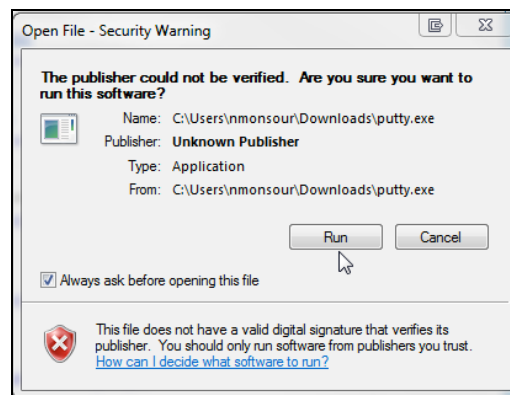 Open File - Security Warning
The publisher could not be verified. Are you sure you want to
run this software?
Name: C:\Users\nmonsour\Downloads\putty.exe
Publisher: Unknown Publisher
Type: Application
From: C:\Users\nmonsour\Downloads\putty.exe
Run Cancel
Always ask before opening this file
This file does not have a valid digital signature that verifies its
publisher. You should only run software from publishers you trust.
How can I decide what software to run?